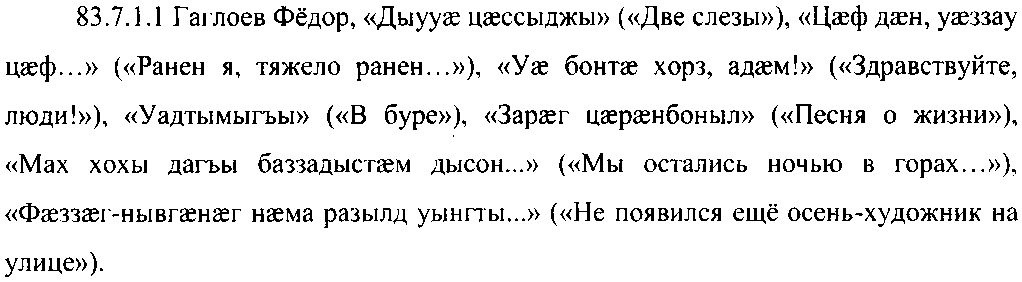 83.7.1.1 Гаглоев Фёдор, «Дыууæ цæссыджы» («Две слезы»), «Цæф дæн, уæззау
цæф…» («Ранен я, тяжело ранен…»), «Уæ бонтæ хорз, адæм!» («Здравствуйте,
люди!»), «Уадтымыгъы» («В буре»), «Зарæг цæрæнбоныл» («Песня о жизни»),
«Мах хохы дагъы баззадыстæм дысон...» («Мы остались ночью в горах…»),
«Фæззæг-нывгæнæг нæма разылд уынгты...» («Не появился ещё осень-художник на
улице»).